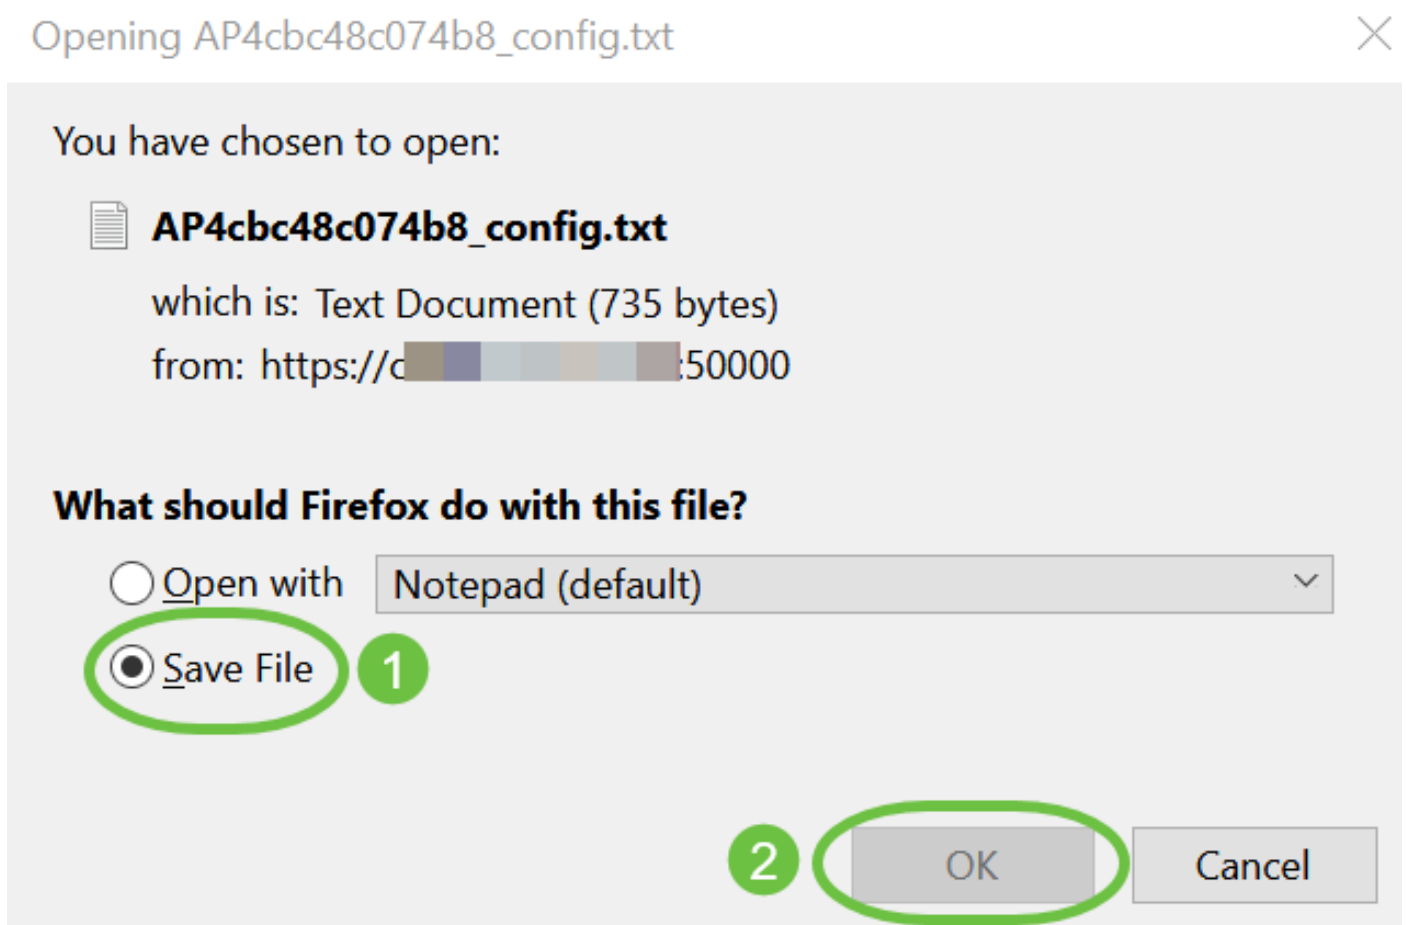 Opening AP4cbc48c074b8_config.txt
You have chosen to open:
AP4cbc48c074b8_config.txt
which is: Text Document (735 bytes)
from: https://c :50000
What should Firefox do with this file?
Open with Notepad (default)
Save File 1
2 OK Cancel